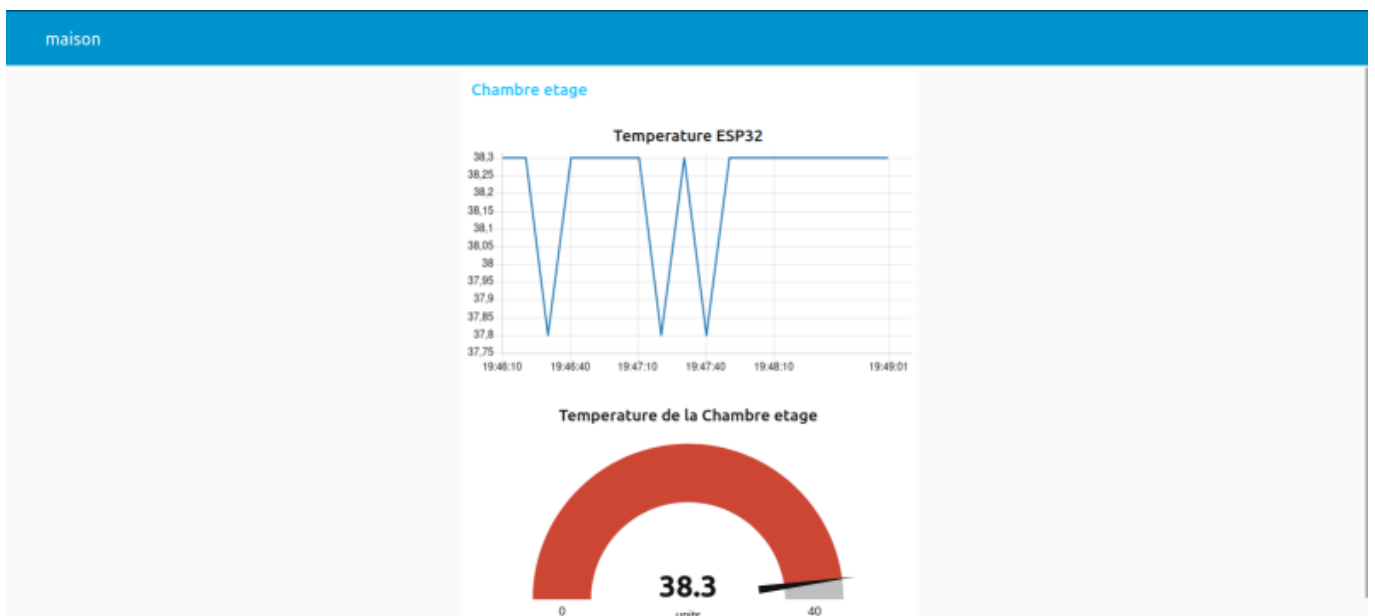 maison
Chambre etage
Temperature ESP32
38,3
38,25
38,2
38,15
38,1
38,05
38
37,95
37,9
37,85
37,8
37,75
19:46:10 19:46:40 19:47:10 19:47:40 19:48:10 19:49:01
Temperature de la Chambre etage
38.3
0 units 40